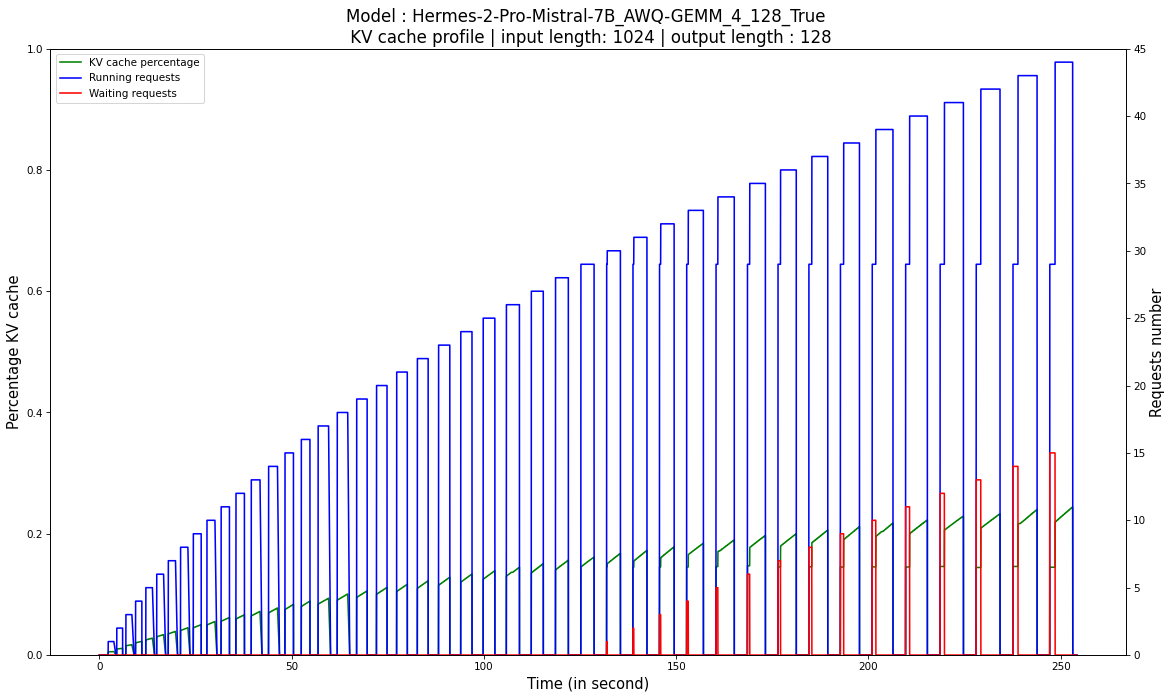 Model : Hermes-2-Pro-Mistral-7B_AWQ-GEMM_4_128_True
KV cache profile | input length: 1024 | output length : 128
KV cache percentage
Running requests
Waiting requests
Percentage KV cache
1.0
0.8
0.6
0.4
0.2
0.0
45
40
35
30
25
20
15
10
5
0
Requests number
0
50
100
150
200
250
Time (in second)